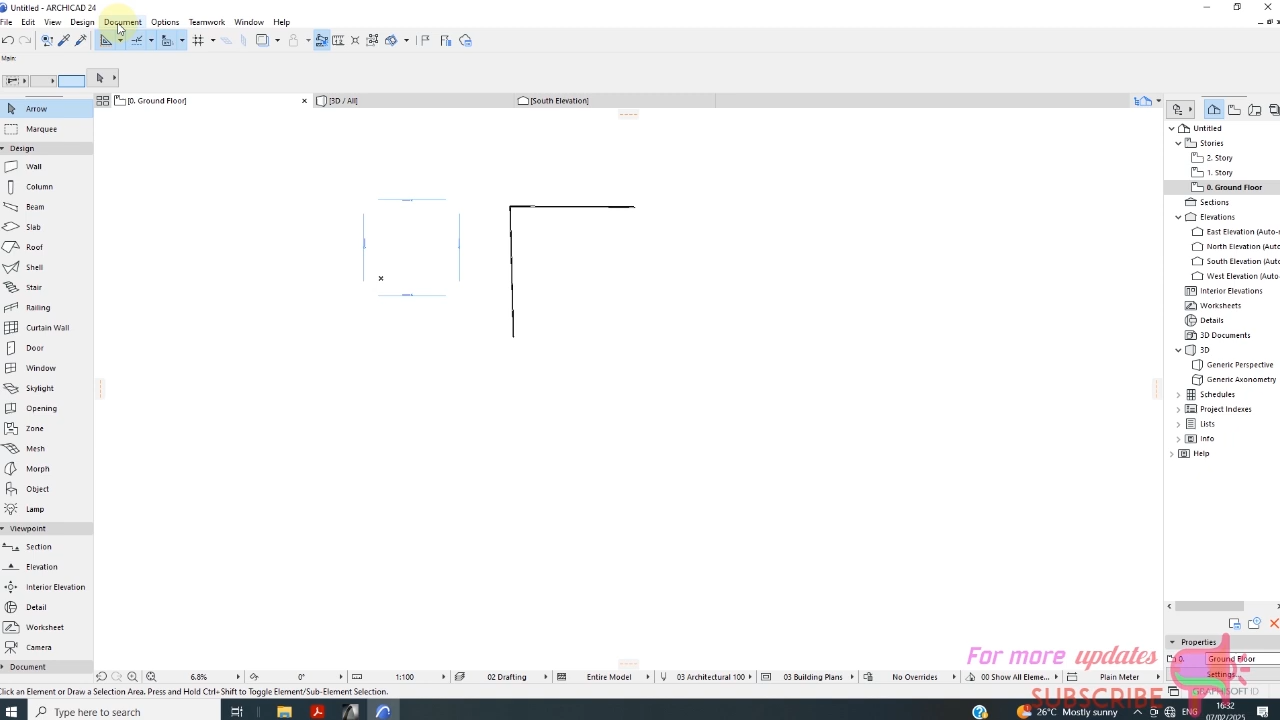 Untitled - ARCHICAD 24
File Edit View Design Document Options Teamwork Window Help
Main:
[0. Ground Floor] [3D / All] [South Elevation]
Arrow
Marquee
Design
Wall
Column
Beam
Slab
Roof
Shell
Stair
Railing
Curtain Wall
Door
Window
Skylight
Opening
Zone
Mesh
Morph
Object
Lamp
Viewpoint
Section
Elevation
Interior Elevation
Detail
Worksheet
Camera
Document
Untitled
Stories
2. Story
1. Story
0. Ground Floor
Sections
Elevations
East Elevation (Auto-r
North Elevation (Auto
South Elevation (Auto
West Elevation (Auto-
Interior Elevations
Worksheets
Details
3D Documents
3D
Generic Perspective
Generic Axonometry
Schedules
Project Indexes
Lists
Info
Help
Properties
0. Ground Floor
Settings...
GRAPHISOFT ID
6.8% 0° 1:100 02 Drafting Entire Model 03 Architectural 100 03 Building Plans No Overrides 00 Show All Eleme... Plain Meter
Click an Element or Draw a Selection Area. Press and Hold Ctrl+Shift to Toggle Element/Sub-Element Selection.
For more updates
SUBSCRIBE
Type here to search
26°C Mostly sunny ENG 16:32